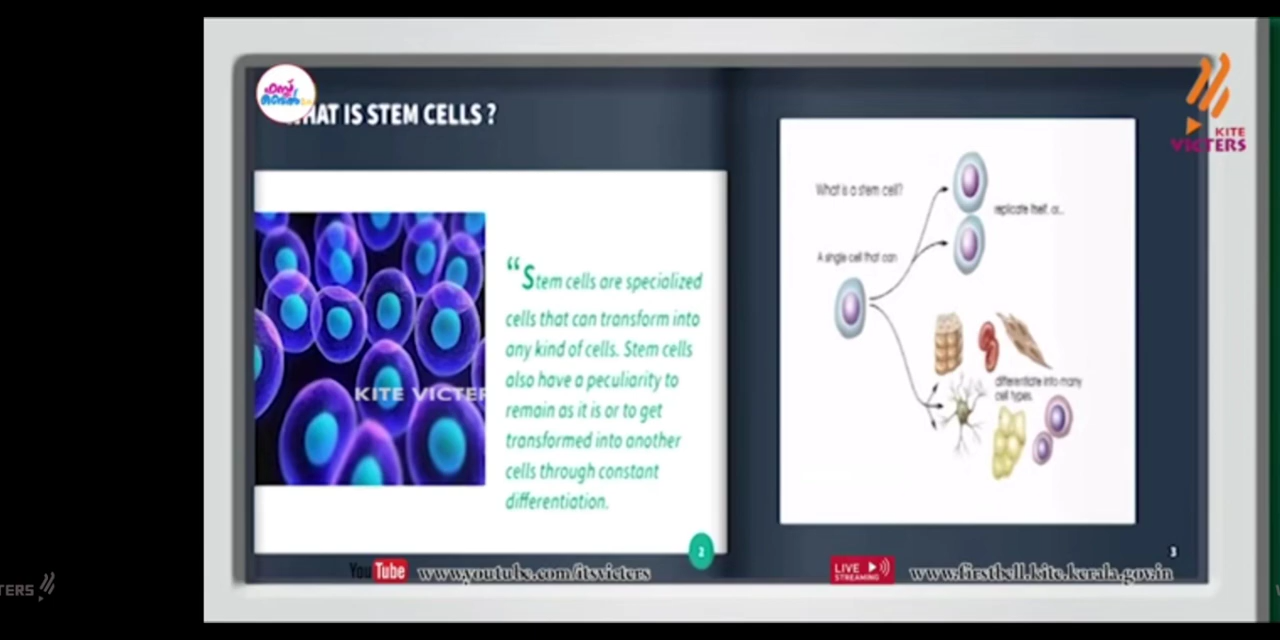 WHAT IS STEM CELLS ?
“Stem cells are specialized
cells that can transform into
any kind of cells. Stem cells
also have a peculiarity to
remain as it is or to get
transformed into another
cells through constant
differentiation.
KITE VICTER
2
What is a stem cell?
A single cell that can
replicate itself, or...
differentiate into many
cell types.
3
KITE
VICTERS
YouTube www.youtube.com/itsvicters
LIVE
STREAMING
www.firstbell.kite.kerala.gov.in
TERS